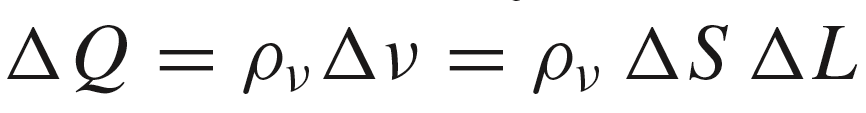 ΔQ = ρ_ν Δν = ρ_ν ΔS ΔL